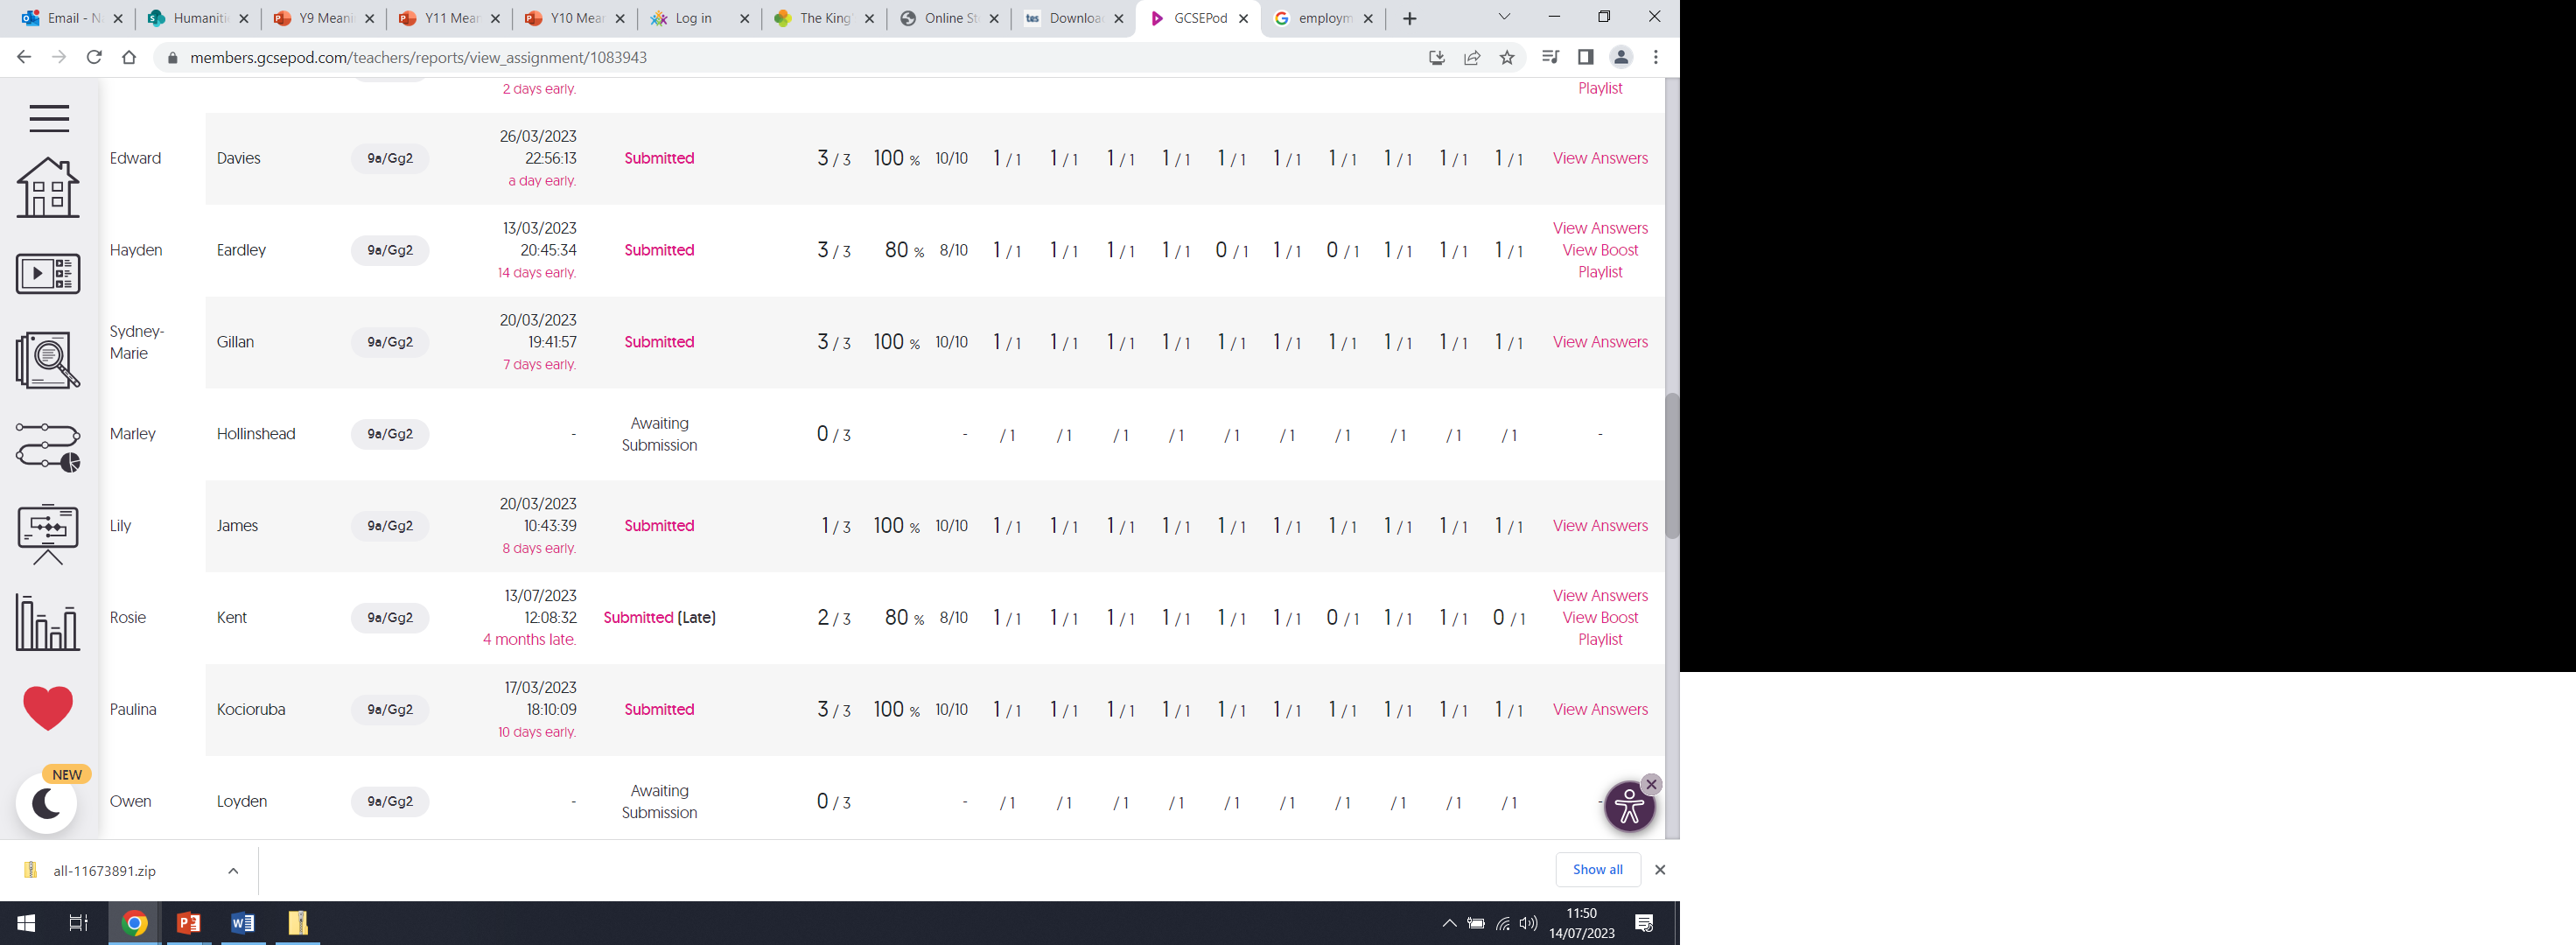 Email - N
Humaniti
Y9 Meani
Y11 Mean
Y10 Mean
Log in
The King
Online St
tes Downloa
GCSEPod
employm
members.gcsepod.com/teachers/reports/view_assignment/1083943
2 days early.
Playlist
Edward Davies 9a/Gg2 26/03/2023 22:56:13 a day early. Submitted 3 / 3 100 % 10/10 1 / 1 1 / 1 1 / 1 1 / 1 1 / 1 1 / 1 1 / 1 1 / 1 1 / 1 1 / 1 View Answers
Hayden Eardley 9a/Gg2 13/03/2023 20:45:34 14 days early. Submitted 3 / 3 80 % 8/10 1 / 1 1 / 1 1 / 1 1 / 1 0 / 1 1 / 1 0 / 1 1 / 1 1 / 1 1 / 1 View Answers View Boost Playlist
Sydney-Marie Gillan 9a/Gg2 20/03/2023 19:41:57 7 days early. Submitted 3 / 3 100 % 10/10 1 / 1 1 / 1 1 / 1 1 / 1 1 / 1 1 / 1 1 / 1 1 / 1 1 / 1 1 / 1 View Answers
Marley Hollinshead 9a/Gg2 - Awaiting Submission 0 / 3 - / 1 / 1 / 1 / 1 / 1 / 1 / 1 / 1 / 1 / 1 -
Lily James 9a/Gg2 20/03/2023 10:43:39 8 days early. Submitted 1 / 3 100 % 10/10 1 / 1 1 / 1 1 / 1 1 / 1 1 / 1 1 / 1 1 / 1 1 / 1 1 / 1 1 / 1 View Answers
Rosie Kent 9a/Gg2 13/07/2023 12:08:32 4 months late. Submitted (Late) 2 / 3 80 % 8/10 1 / 1 1 / 1 1 / 1 1 / 1 1 / 1 1 / 1 0 / 1 1 / 1 1 / 1 0 / 1 View Answers View Boost Playlist
Paulina Kocioruba 9a/Gg2 17/03/2023 18:10:09 10 days early. Submitted 3 / 3 100 % 10/10 1 / 1 1 / 1 1 / 1 1 / 1 1 / 1 1 / 1 1 / 1 1 / 1 1 / 1 1 / 1 View Answers
NEW
Owen Loyden 9a/Gg2 - Awaiting Submission 0 / 3 - / 1 / 1 / 1 / 1 / 1 / 1 / 1 / 1 / 1 / 1 -
all-11673891.zip
Show all
11:50
14/07/2023